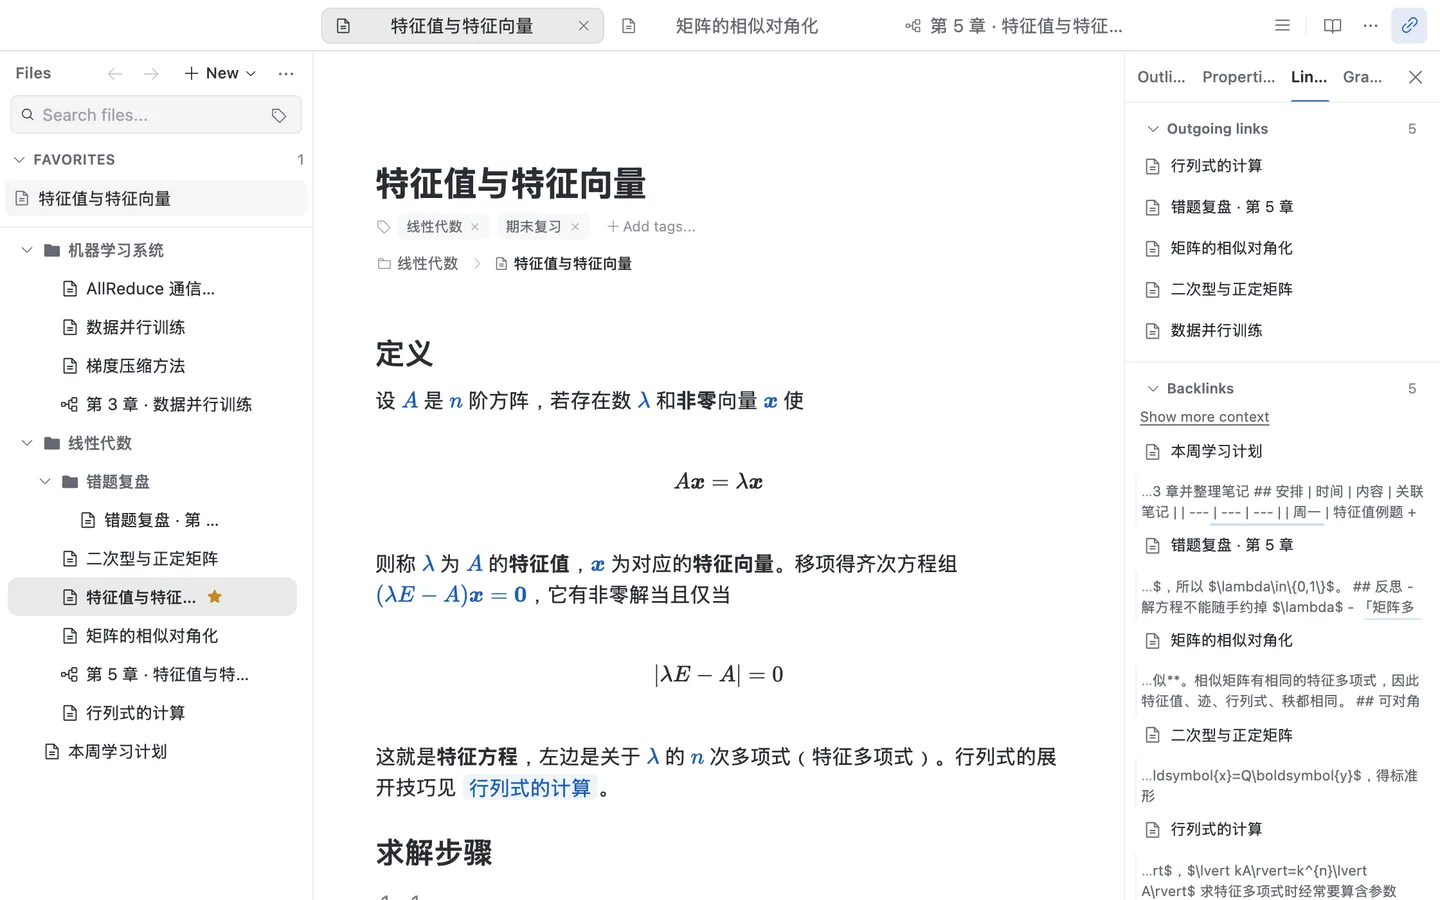 特征值与特征向量
矩阵的相似对角化
第 5 章 · 特征值与特征...
Files
New
Search files...
FAVORITES 1
特征值与特征向量
机器学习系统
AllReduce 通信...
数据并行训练
梯度压缩方法
第 3 章 · 数据并行训练
线性代数
错题复盘
错题复盘 · 第 ...
二次型与正定矩阵
特征值与特征...
矩阵的相似对角化
第 5 章 · 特征值与特...
行列式的计算
本周学习计划
特征值与特征向量
线性代数 × 期末复习 × + Add tags...
线性代数 > 特征值与特征向量
定义
设 A 是 n 阶方阵，若存在数 λ 和非零向量 x 使
Ax = λx
则称 λ 为 A 的特征值，x 为对应的特征向量。移项得齐次方程组
(λE − A)x = 0，它有非零解当且仅当
|λE − A| = 0
这就是特征方程，左边是关于 λ 的 n 次多项式（特征多项式）。行列式的展
开技巧见 行列式的计算 。
求解步骤
Outli... Properti... Lin... Gra...
Outgoing links 5
行列式的计算
错题复盘 · 第 5 章
矩阵的相似对角化
二次型与正定矩阵
数据并行训练
Backlinks 5
Show more context
本周学习计划
...3 章并整理笔记 ## 安排 | 时间 | 内容 | 关联
笔记 | | --- | --- | --- | | 周一 | 特征值例题 +
错题复盘 · 第 5 章
...$，所以 $\lambda\in\{0,1\}$。 ## 反思 -
解方程不能随手约掉 $\lambda$ - 「矩阵多
矩阵的相似对角化
...似**。相似矩阵有相同的特征多项式，因此
特征值、迹、行列式、秩都相同。 ## 可对角
二次型与正定矩阵
...ldsymbol{x}=Q\boldsymbol{y}$，得标准
形
行列式的计算
...rt$，$\lvert kA\rvert=k^{n}\lvert
A\rvert$ 求特征多项式时经常要算含参数